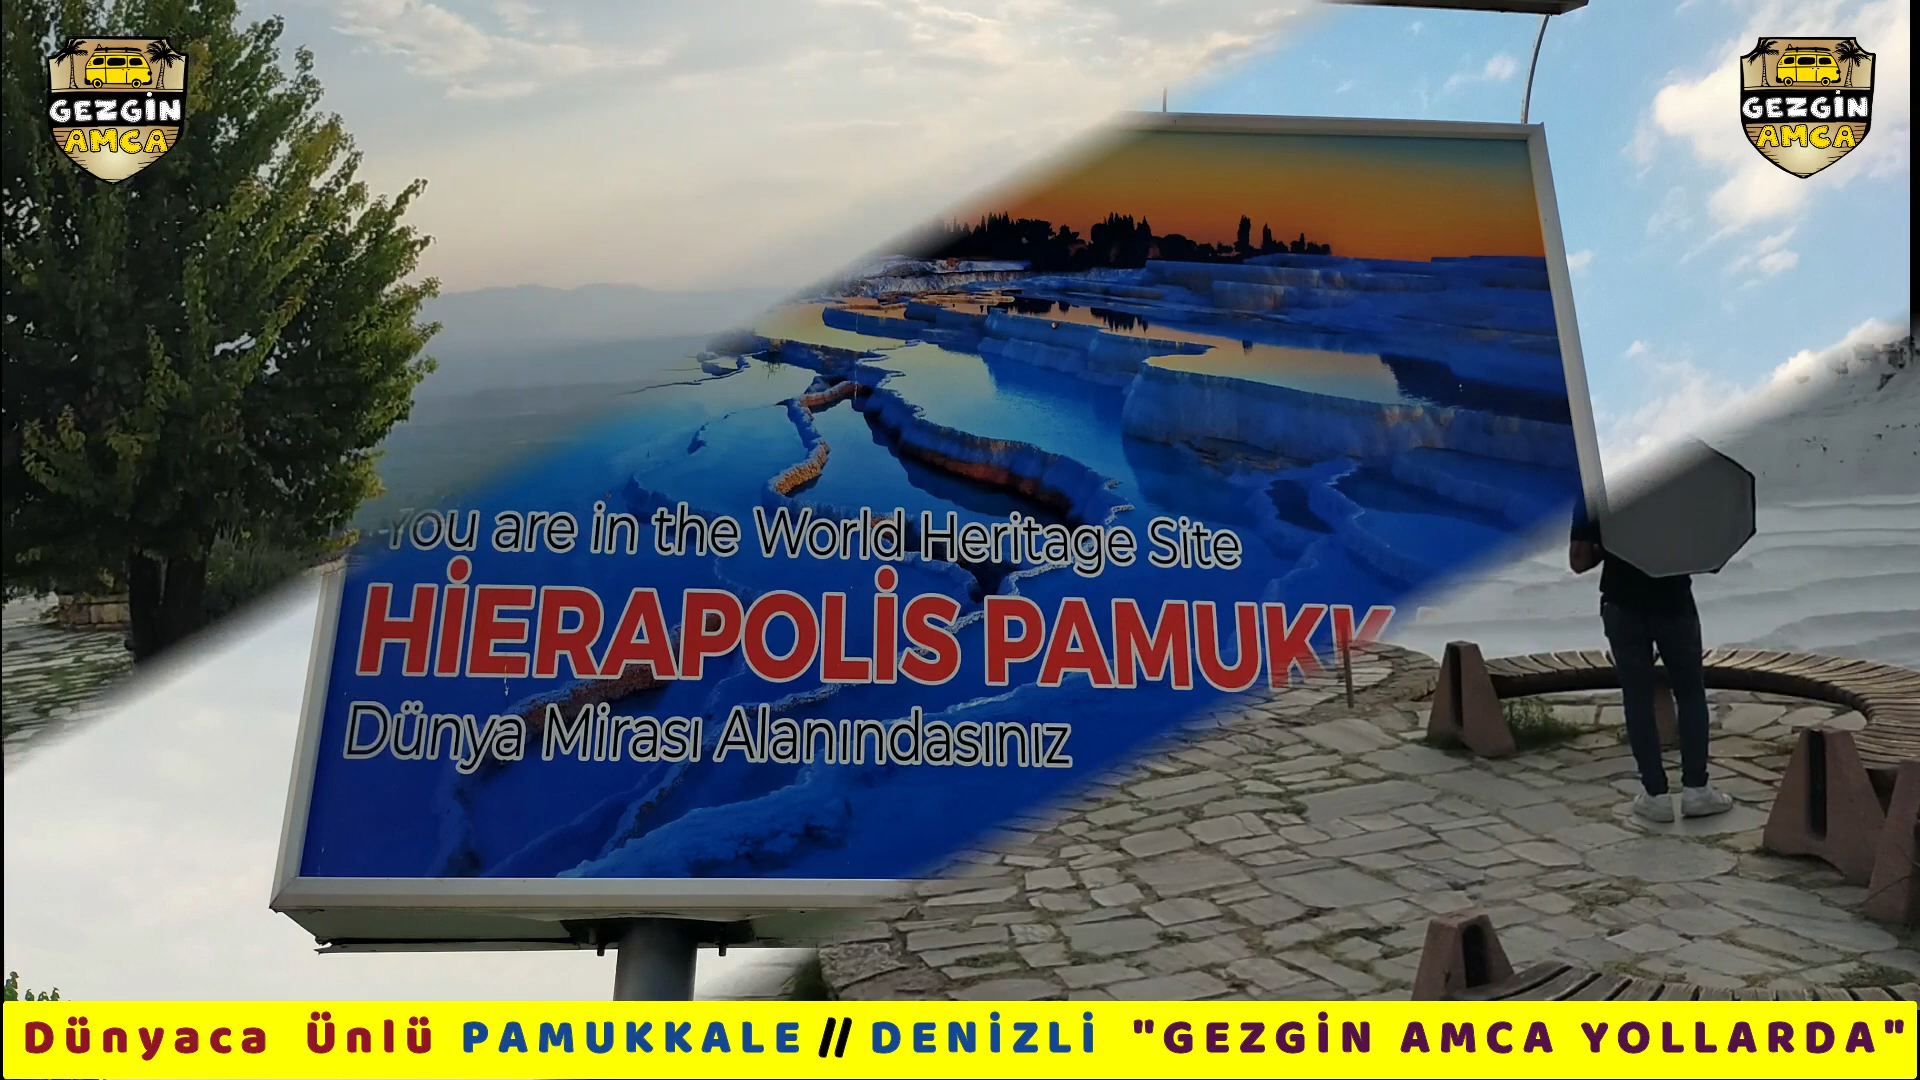 GEZGİN
AMCA
GEZGİN
AMCA
You are in the World Heritage Site
HİERAPOLİS PAMUKK
Dünya Mirası Alanındasınız
Dünyaca Ünlü PAMUKKALE // DENİZLİ "GEZGİN AMCA YOLLARDA"